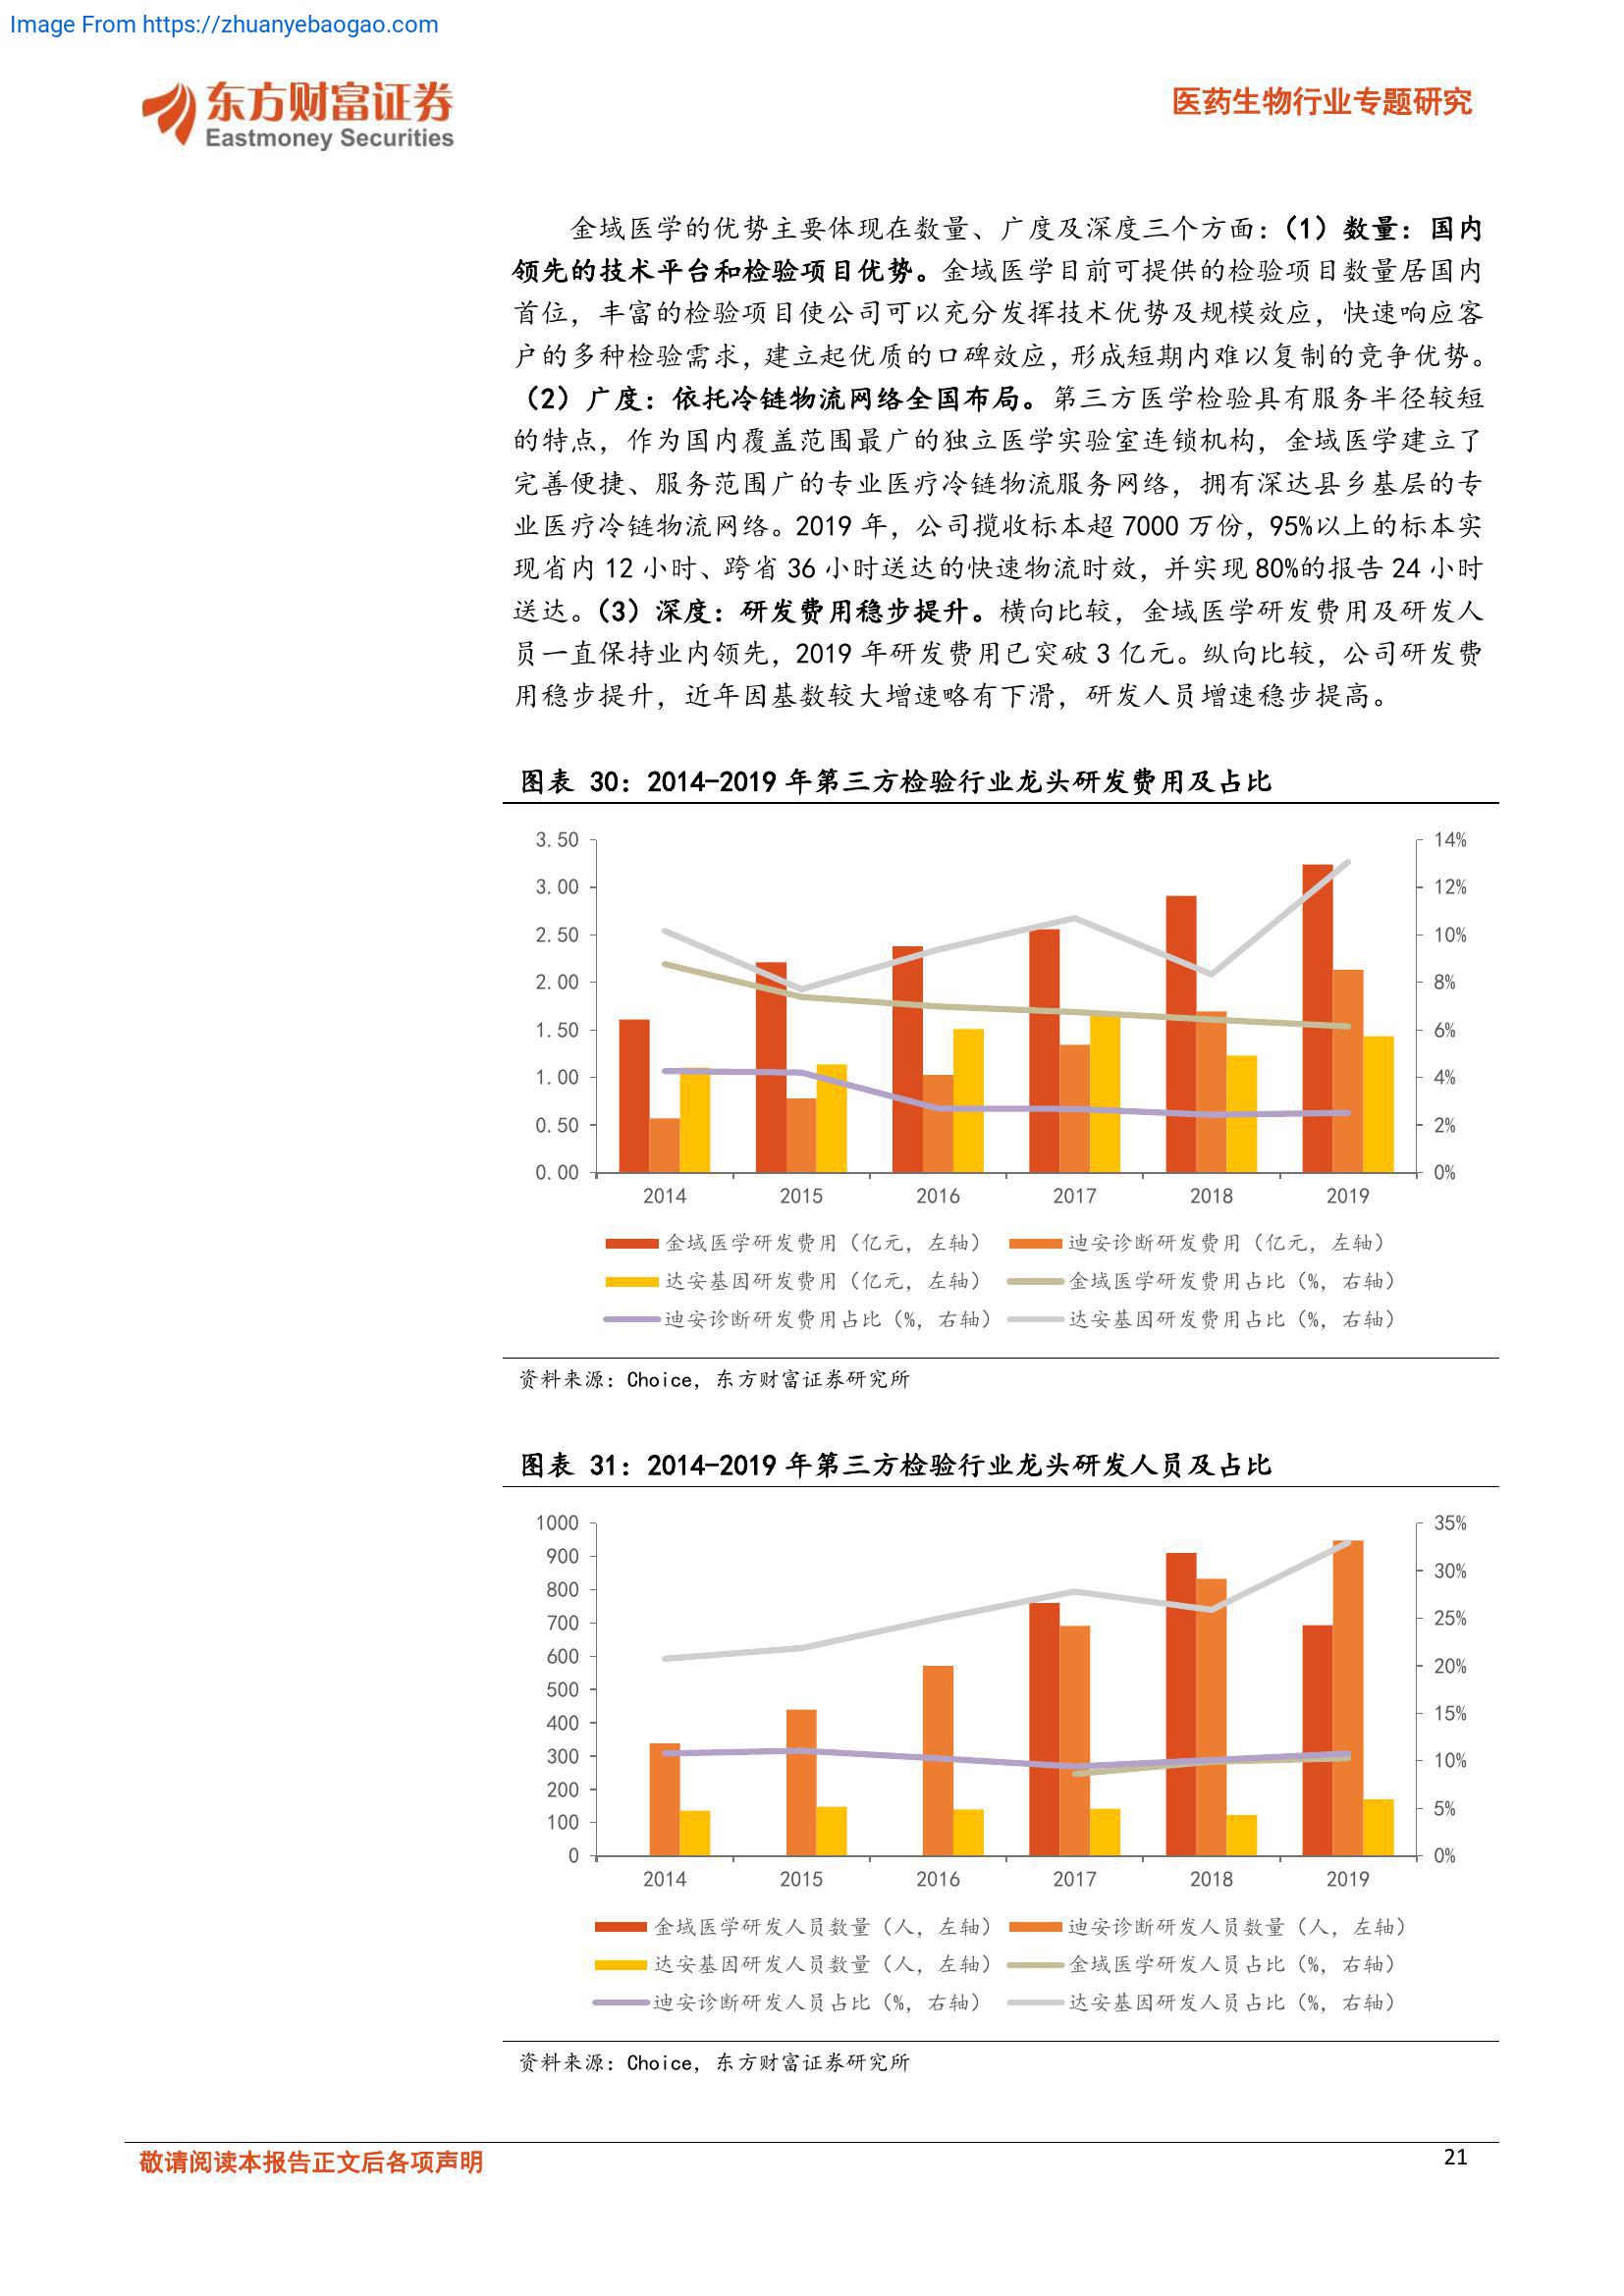 Image From https://zhuanyebaogao.com
东方财富证券
Eastmoney Securities
医药生物行业专题研究
金域医学的优势主要体现在数量、广度及深度三个方面：（1）数量：国内
领先的技术平台和检验项目优势。金域医学目前可提供的检验项目数量居国内
首位，丰富的检验项目使公司可以充分发挥技术优势及规模效应，快速响应客
户的多种检验需求，建立起优质的口碑效应，形成短期内难以复制的竞争优势。
（2）广度：依托冷链物流网络全国布局。第三方医学检验具有服务半径较短
的特点，作为国内覆盖范围最广的独立医学实验室连锁机构，金域医学建立了
完善便捷、服务范围广的专业医疗冷链物流服务网络，拥有深达县乡基层的专
业医疗冷链物流网络。2019 年，公司揽收标本超 7000 万份，95%以上的标本实
现省内 12 小时、跨省 36 小时送达的快速物流时效，并实现 80%的报告 24 小时
送达。（3）深度：研发费用稳步提升。横向比较，金域医学研发费用及研发人
员一直保持业内领先，2019 年研发费用已突破 3 亿元。纵向比较，公司研发费
用稳步提升，近年因基数较大增速略有下滑，研发人员增速稳步提高。
图表 30：2014-2019 年第三方检验行业龙头研发费用及占比
3.50 14%
3.00 12%
2.50 10%
2.00 8%
1.50 6%
1.00 4%
0.50 2%
0.00 0%
2014 2015 2016 2017 2018 2019
金域医学研发费用（亿元，左轴） 迪安诊断研发费用（亿元，左轴）
达安基因研发费用（亿元，左轴） 金域医学研发费用占比（%，右轴）
迪安诊断研发费用占比（%，右轴） 达安基因研发费用占比（%，右轴）
资料来源：Choice，东方财富证券研究所
图表 31：2014-2019 年第三方检验行业龙头研发人员及占比
1000 35%
900
800 30%
700 25%
600 20%
500
400 15%
300 10%
200
100 5%
0 0%
2014 2015 2016 2017 2018 2019
金域医学研发人员数量（人，左轴） 迪安诊断研发人员数量（人，左轴）
达安基因研发人员数量（人，左轴） 金域医学研发人员占比（%，右轴）
迪安诊断研发人员占比（%，右轴） 达安基因研发人员占比（%，右轴）
资料来源：Choice，东方财富证券研究所
敬请阅读本报告正文后各项声明
21